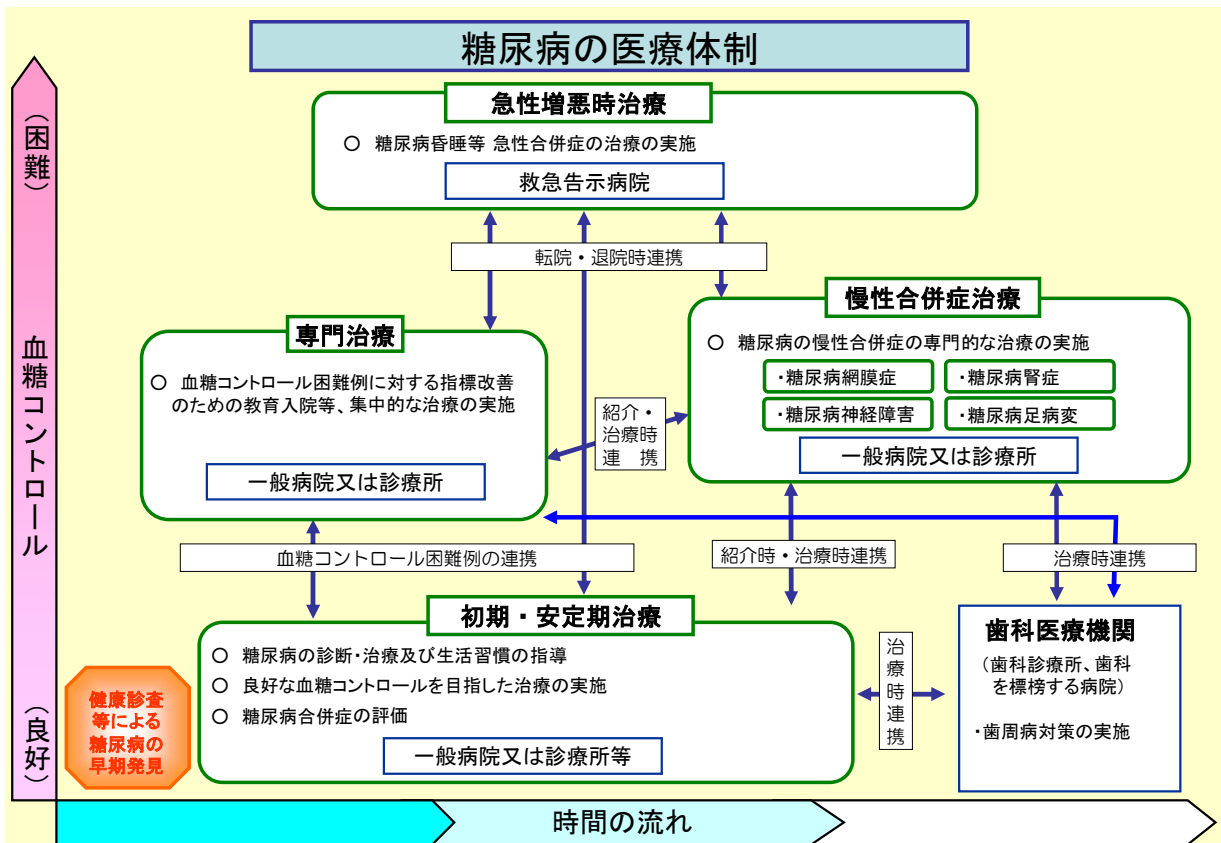 糖尿病の医療体制
(困難)
血糖コントロール
(良好)
急性増悪時治療
○ 糖尿病昏睡等 急性合併症の治療の実施
救急告示病院
転院・退院時連携
専門治療
○ 血糖コントロール困難例に対する指標改善
のための教育入院等、集中的な治療の実施
一般病院又は診療所
紹介・
治療時
連 携
慢性合併症治療
○ 糖尿病の慢性合併症の専門的な治療の実施
・糖尿病網膜症
・糖尿病腎症
・糖尿病神経障害
・糖尿病足病変
一般病院又は診療所
血糖コントロール困難例の連携
紹介時・治療時連携
治療時連携
初期・安定期治療
○ 糖尿病の診断・治療及び生活習慣の指導
○ 良好な血糖コントロールを目指した治療の実施
○ 糖尿病合併症の評価
一般病院又は診療所等
治療時連携
歯科医療機関
(歯科診療所、歯科
を標榜する病院)
・歯周病対策の実施
健康診査
等による
糖尿病の
早期発見
時間の流れ